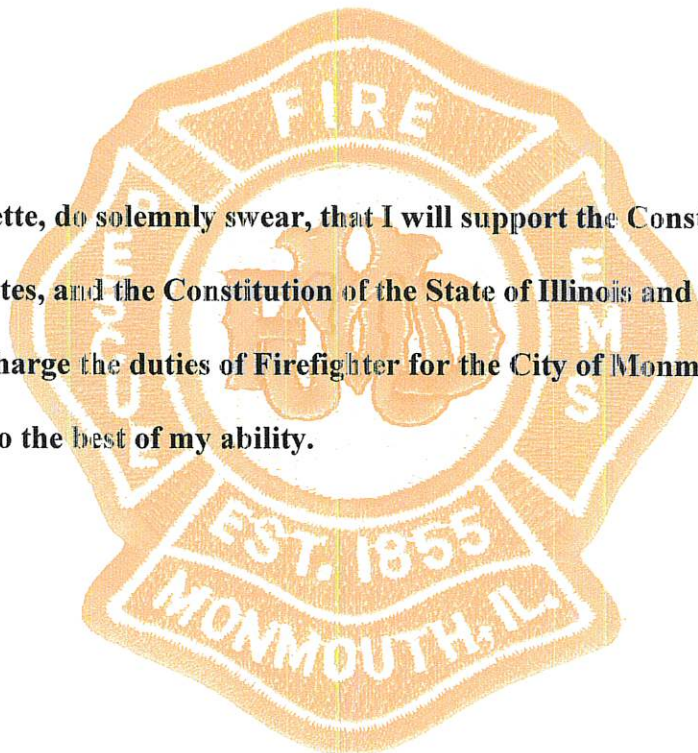 FIRE
ette, do solemnly swear, that I will support the Const
tes, and the Constitution of the State of Illinois and
harge the duties of Firefighter for the City of Monm
o the best of my ability.
RESCUE
EMS
FMD
EST. 1855
MONMOUTH, IL.